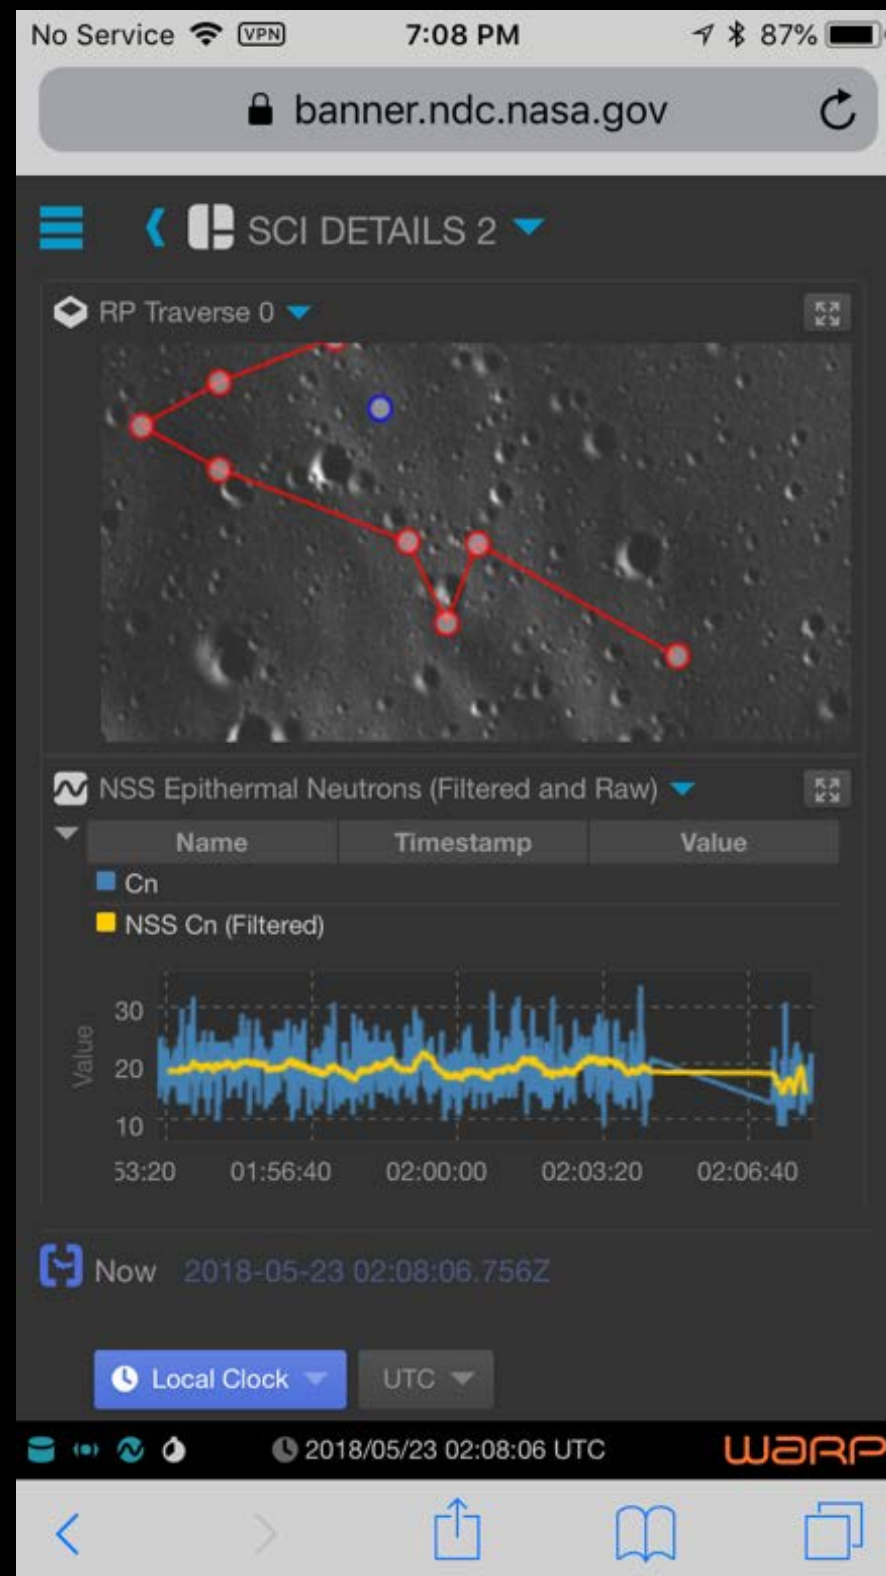 No Service VPN 7:08 PM 87%
banner.ndc.nasa.gov
SCI DETAILS 2
RP Traverse 0
NSS Epithermal Neutrons (Filtered and Raw)
Name Timestamp Value
Cn
NSS Cn (Filtered)
Value
30
20
10
53:20 01:56:40 02:00:00 02:03:20 02:06:40
Now 2018-05-23 02:08:06.756Z
Local Clock UTC
2018/05/23 02:08:06 UTC WARP